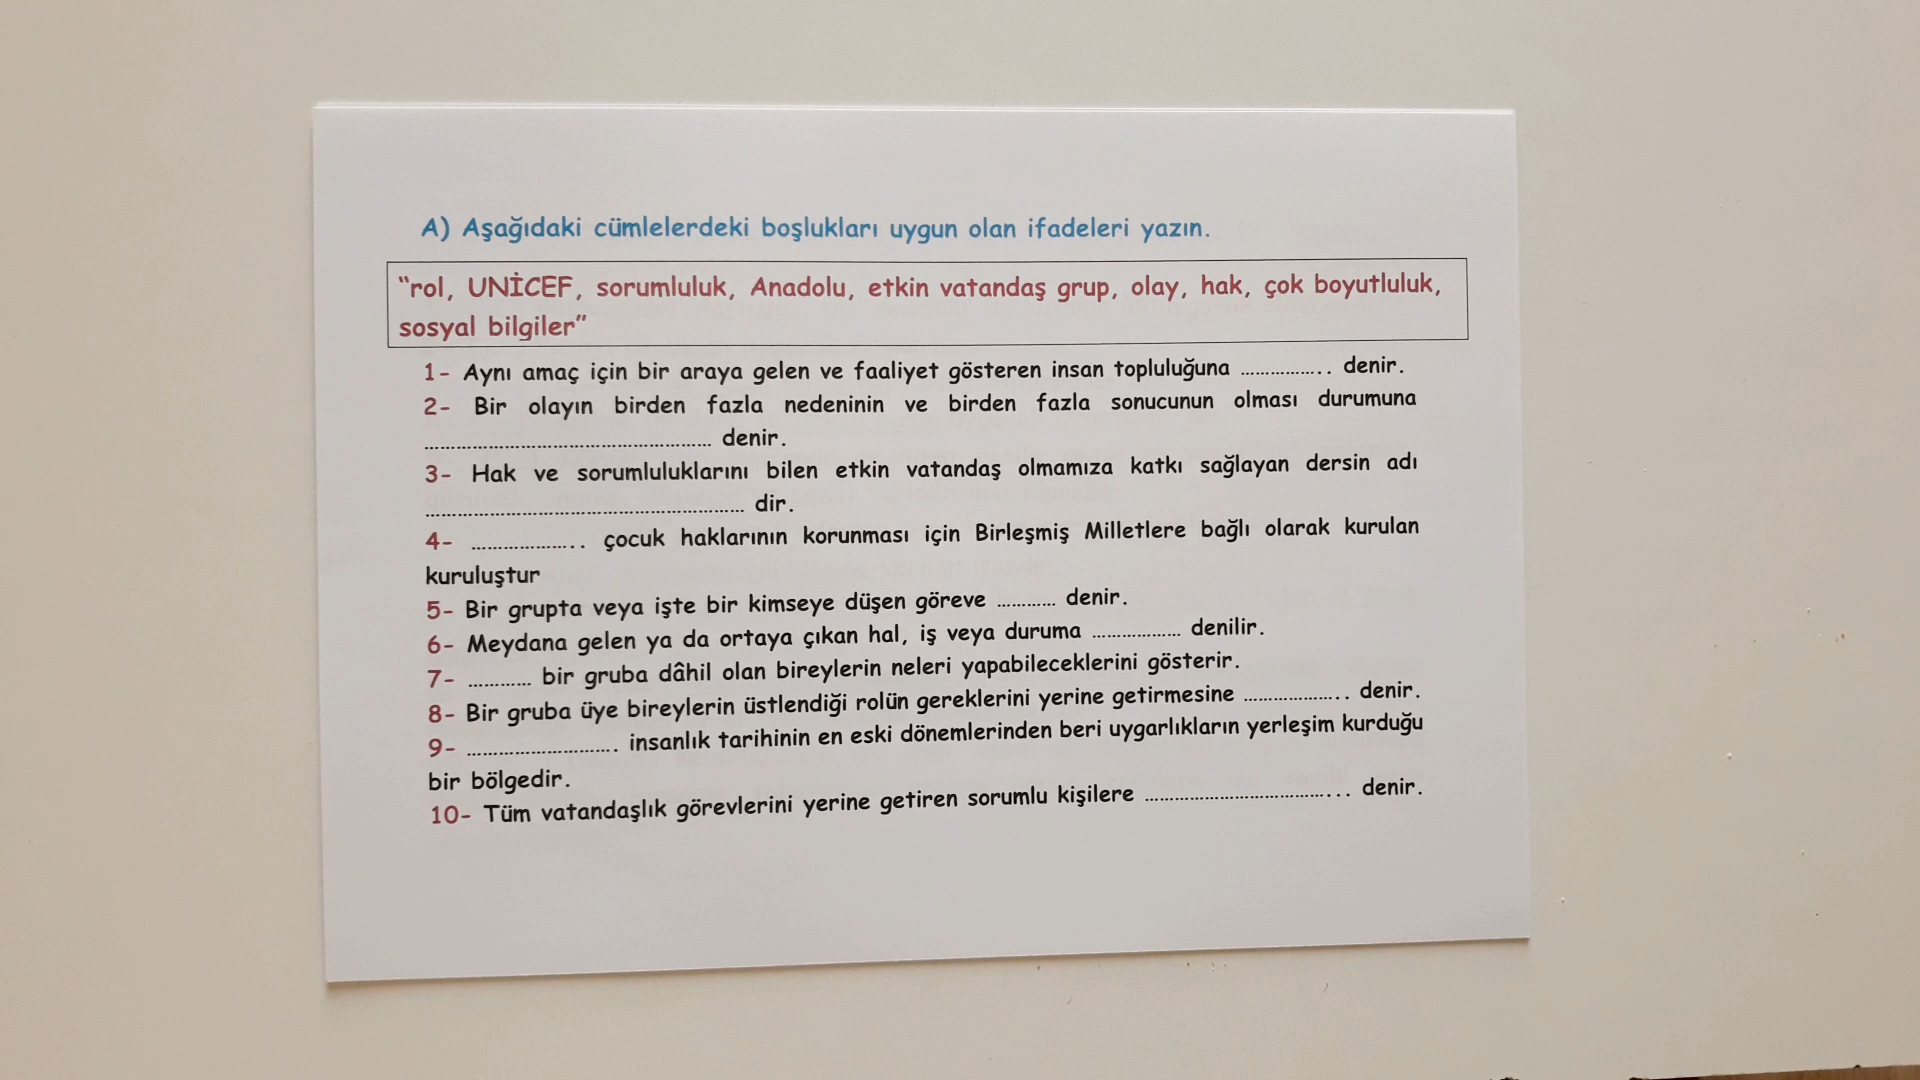 A) Aşağıdaki cümlelerdeki boşlukları uygun olan ifadeleri yazın.
“rol, UNİCEF, sorumluluk, Anadolu, etkin vatandaş grup, olay, hak, çok boyutluluk,
sosyal bilgiler”
1- Aynı amaç için bir araya gelen ve faaliyet gösteren insan topluluğuna ................ denir.
2- Bir olayın birden fazla nedeninin ve birden fazla sonucunun olması durumuna
........................................................ denir.
3- Hak ve sorumluluklarını bilen etkin vatandaş olmamıza katkı sağlayan dersin adı
............................................................... dir.
4- .................... çocuk haklarının korunması için Birleşmiş Milletlere bağlı olarak kurulan
kuruluştur
5- Bir grupta veya işte bir kimseye düşen göreve ............ denir.
6- Meydana gelen ya da ortaya çıkan hal, iş veya duruma .................. denilir.
7- ............. bir gruba dâhil olan bireylerin neleri yapabileceklerini gösterir.
8- Bir gruba üye bireylerin üstlendiği rolün gereklerini yerine getirmesine .................... denir.
9- ............................ insanlık tarihinin en eski dönemlerinden beri uygarlıkların yerleşim kurduğu
bir bölgedir.
10- Tüm vatandaşlık görevlerini yerine getiren sorumlu kişilere ...................................... denir.